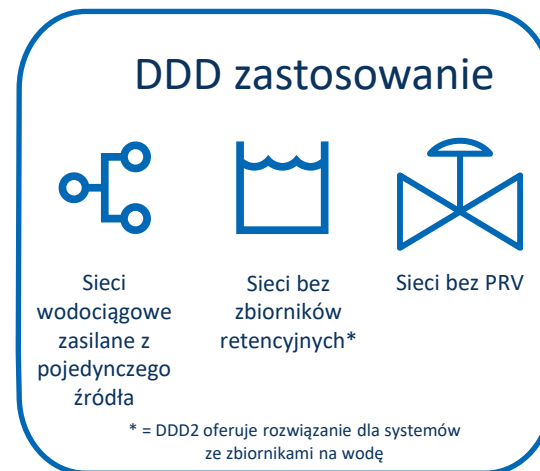 DDD zastosowanie
Sieci
wodociągowe
zasilane z
pojedynczego
źródła
Sieci bez
zbiorników
retencyjnych*
Sieci bez PRV
* = DDD2 oferuje rozwiązanie dla systemów
ze zbiornikami na wodę